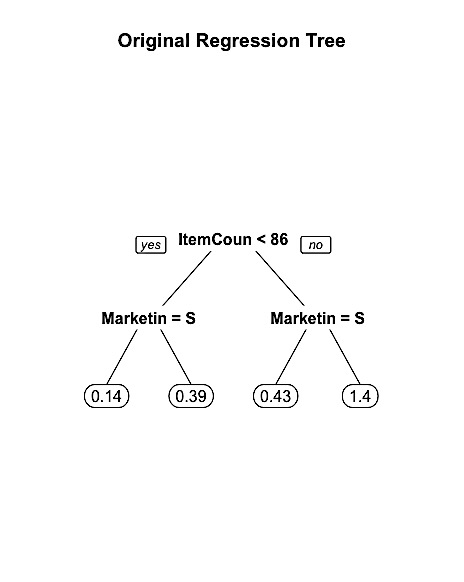 Original Regression Tree
yes ItemCoun < 86 no
Marketin = S Marketin = S
0.14 0.39 0.43 1.4